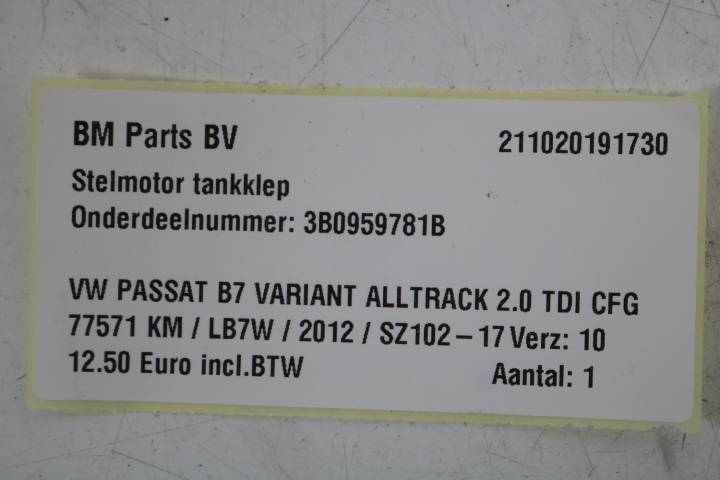 BM Parts BV 211020191730
Stelmotor tankklep
Onderdeelnummer: 3B0959781B
VW PASSAT B7 VARIANT ALLTRACK 2.0 TDI CFG
77571 KM / LB7W / 2012 / SZ102-17 Verz: 10
12.50 Euro incl.BTW Aantal: 1